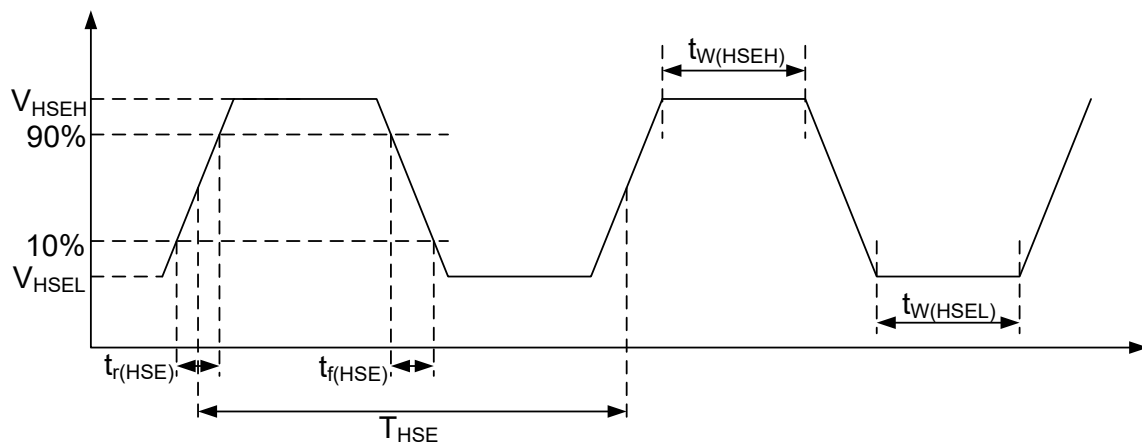 tW(HSEH)
VHSEH
90%
10%
VHSEL
tW(HSEL)
tr(HSE)
tf(HSE)
THSE